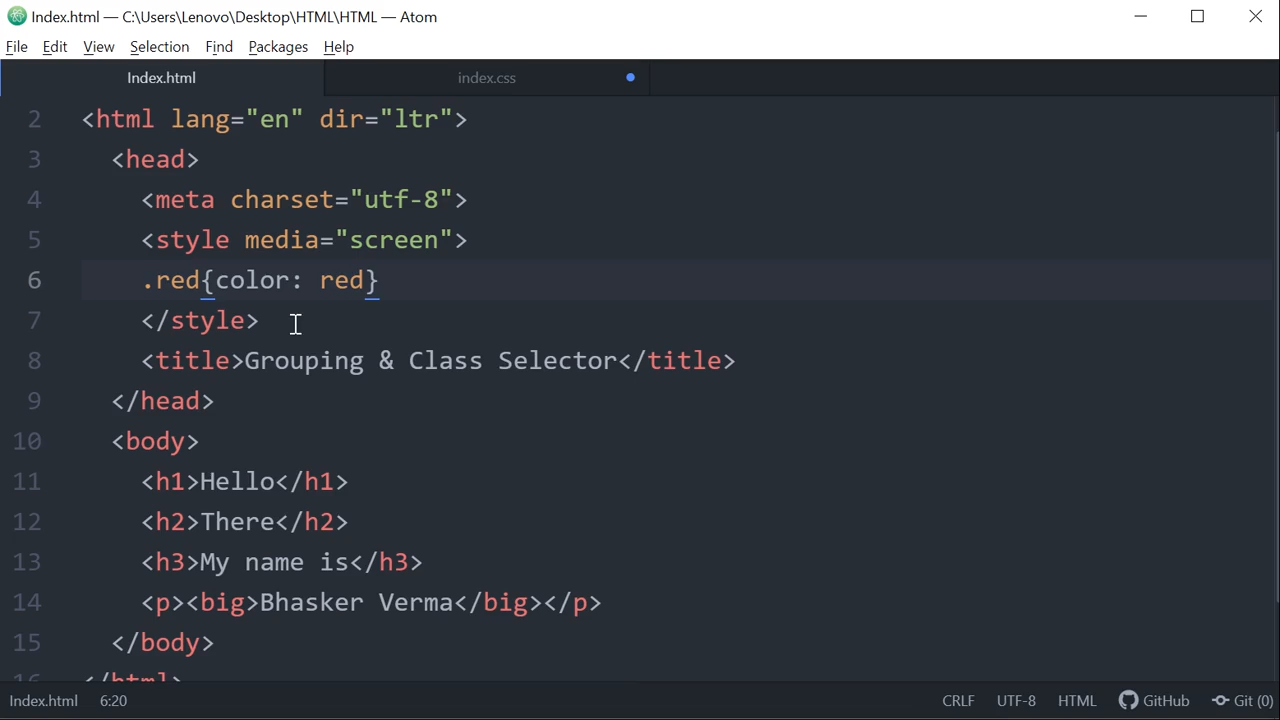 Index.html — C:\Users\Lenovo\Desktop\HTML\HTML — Atom
File Edit View Selection Find Packages Help
Index.html index.css
2 <html lang="en" dir="ltr">
3 <head>
4 <meta charset="utf-8">
5 <style media="screen">
6 .red{color: red}
7 </style>
8 <title>Grouping & Class Selector</title>
9 </head>
10 <body>
11 <h1>Hello</h1>
12 <h2>There</h2>
13 <h3>My name is</h3>
14 <p><big>Bhasker Verma</big></p>
15 </body>
16 </html>
Index.html 6:20 CRLF UTF-8 HTML GitHub Git (0)